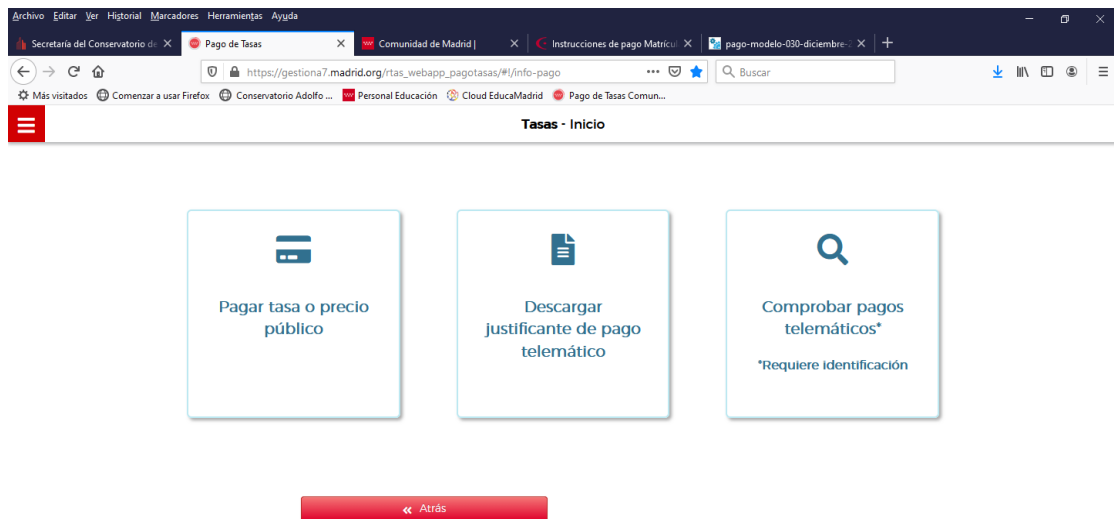 Archivo Editar Ver Historial Marcadores Herramientas Ayuda
Secretaría del Conservatorio de
Pago de Tasas
Comunidad de Madrid |
Instrucciones de pago Matrícul
pago-modelo-030-diciembre-2
https://gestiona7.madrid.org/rtas_webapp_pagotasas/#!/info-pago
Buscar
Más visitados Comenzar a usar Firefox Conservatorio Adolfo ... Personal Educación Cloud EducaMadrid Pago de Tasas Comun...
Tasas - Inicio
Pagar tasa o precio
público
Descargar
justificante de pago
telemático
Comprobar pagos
telemáticos*
*Requiere identificación
« Atrás